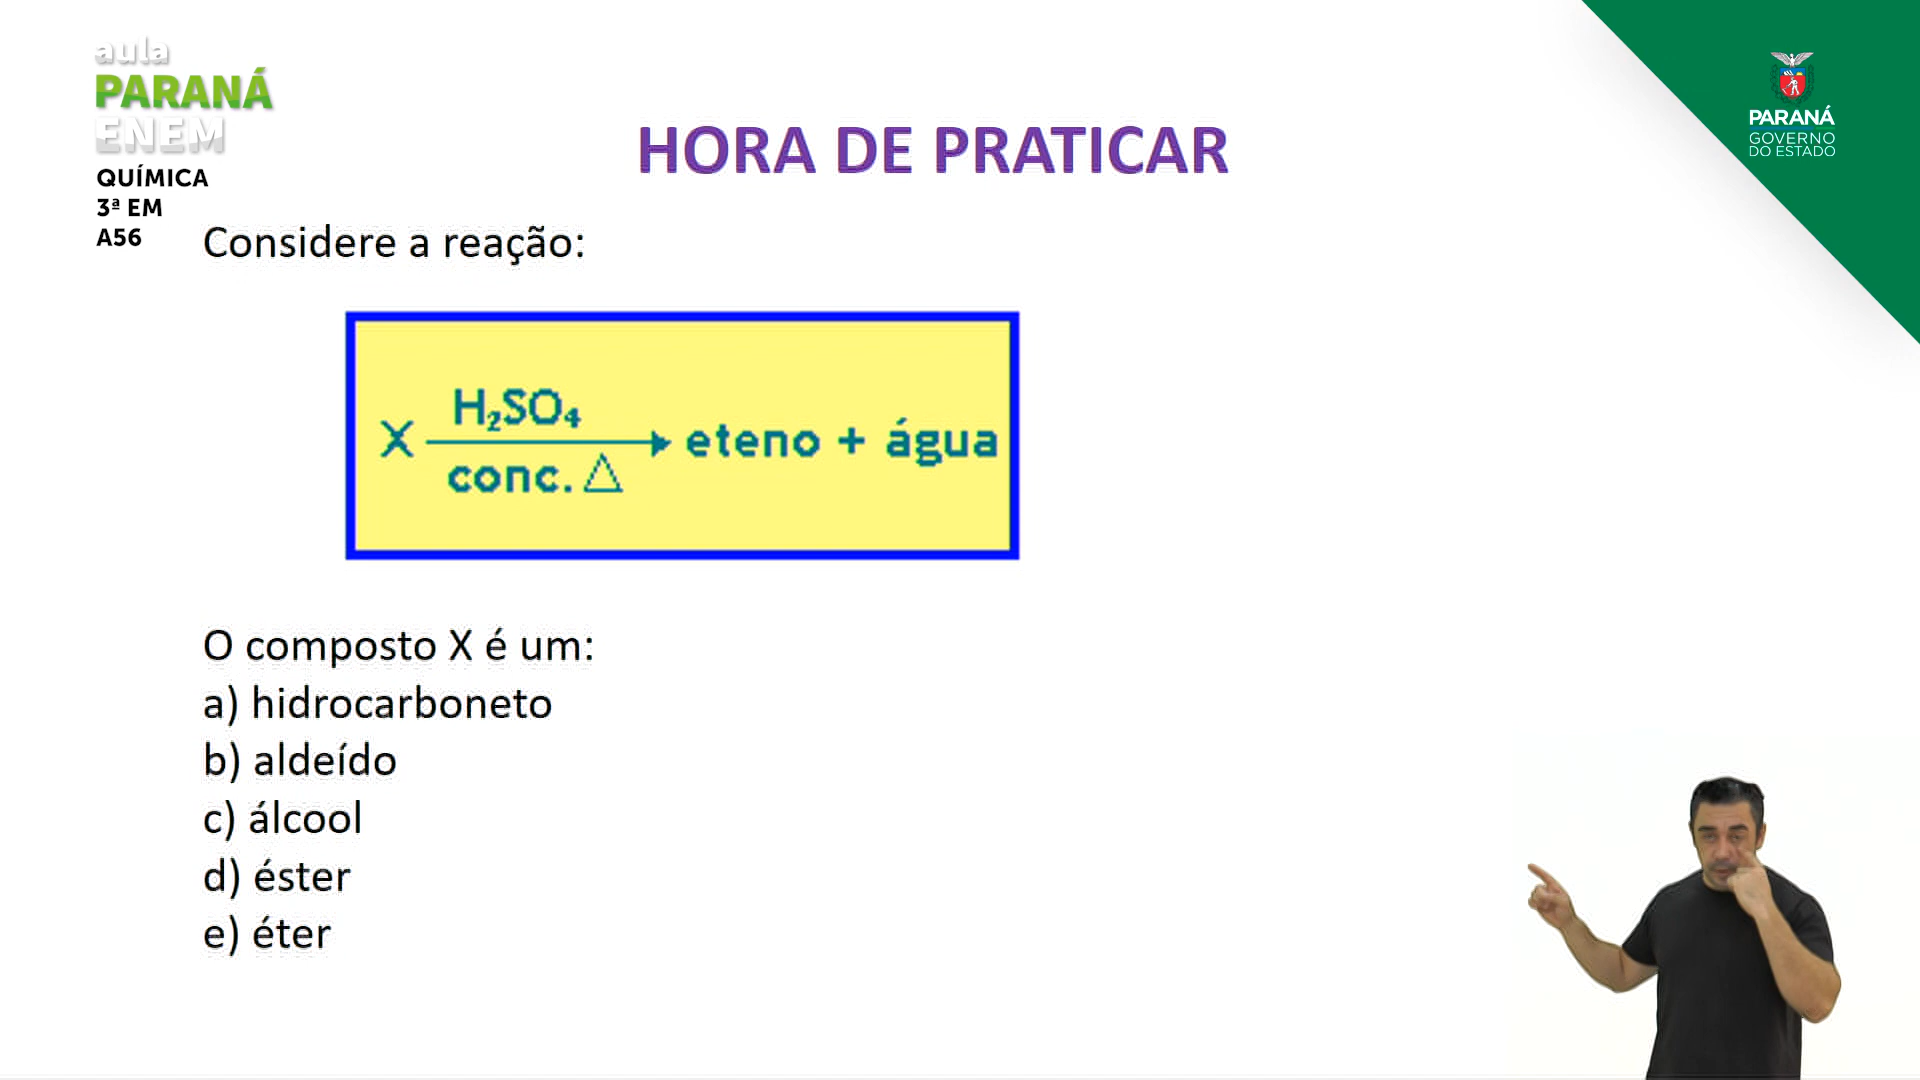 aula
PARANÁ
ENEM
QUÍMICA
3ª EM
A56
PARANÁ
GOVERNO
DO ESTADO
HORA DE PRATICAR
Considere a reação:
H₂SO₄
X → eteno + água
conc. Δ
O composto X é um:
a) hidrocarboneto
b) aldeído
c) álcool
d) éster
e) éter